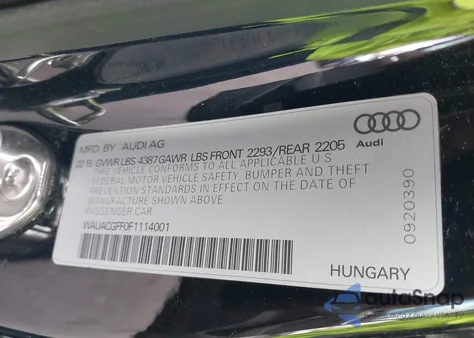 MFD BY AUDI AG
02.15 GVWR LBS 4387 GAWR LBS FRONT 2293/REAR 2205
THIS VEHICLE CONFORMS TO ALL APPLICABLE U S
FEDERAL MOTOR VEHICLE SAFETY, BUMPER AND THEFT
PREVENTION STANDARDS IN EFFECT ON THE DATE OF
MANUFACTURE SHOWN ABOVE
PASSENGER CAR
WAUACGFF0F1114001
Audi
0920390
HUNGARY
autoSnap